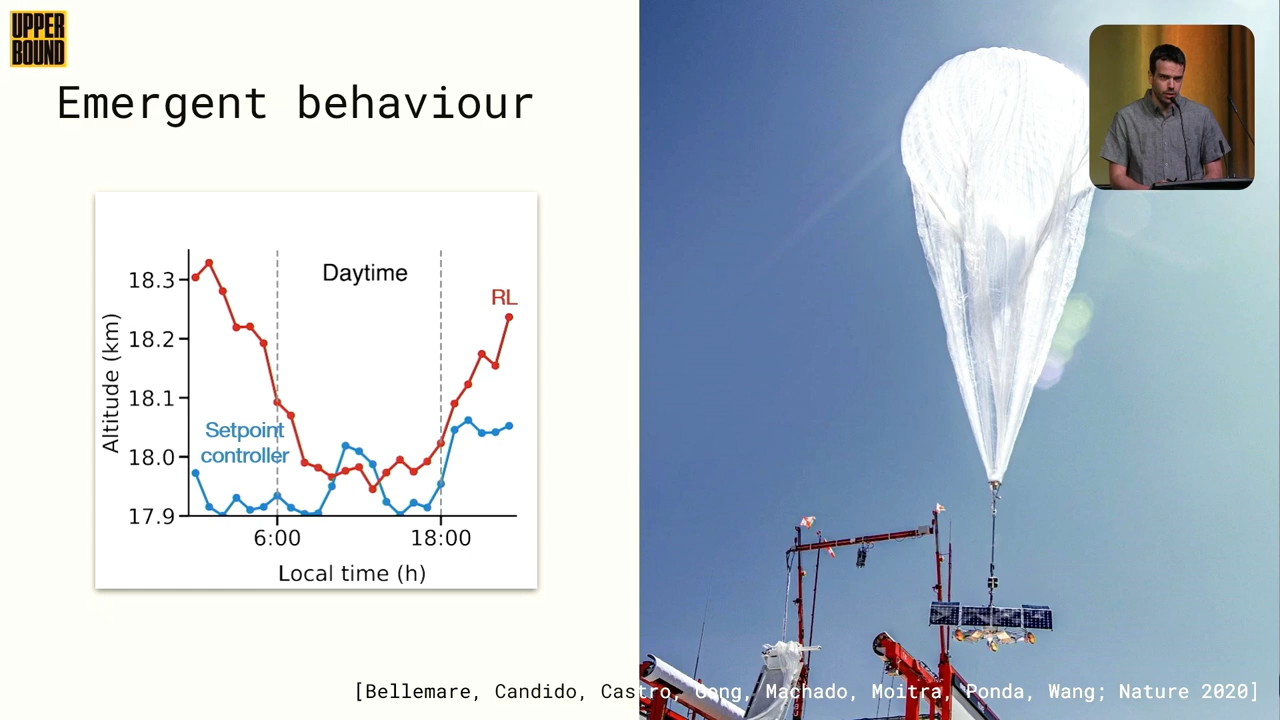 UPPER
BOUND
Emergent behaviour
Daytime
RL
Setpoint
controller
18.3
18.2
18.1
18.0
17.9
Altitude (km)
6:00
18:00
Local time (h)
[Bellemare, Candido, Castro, Gong, Machado, Moitra, Ponda, Wang; Nature 2020]